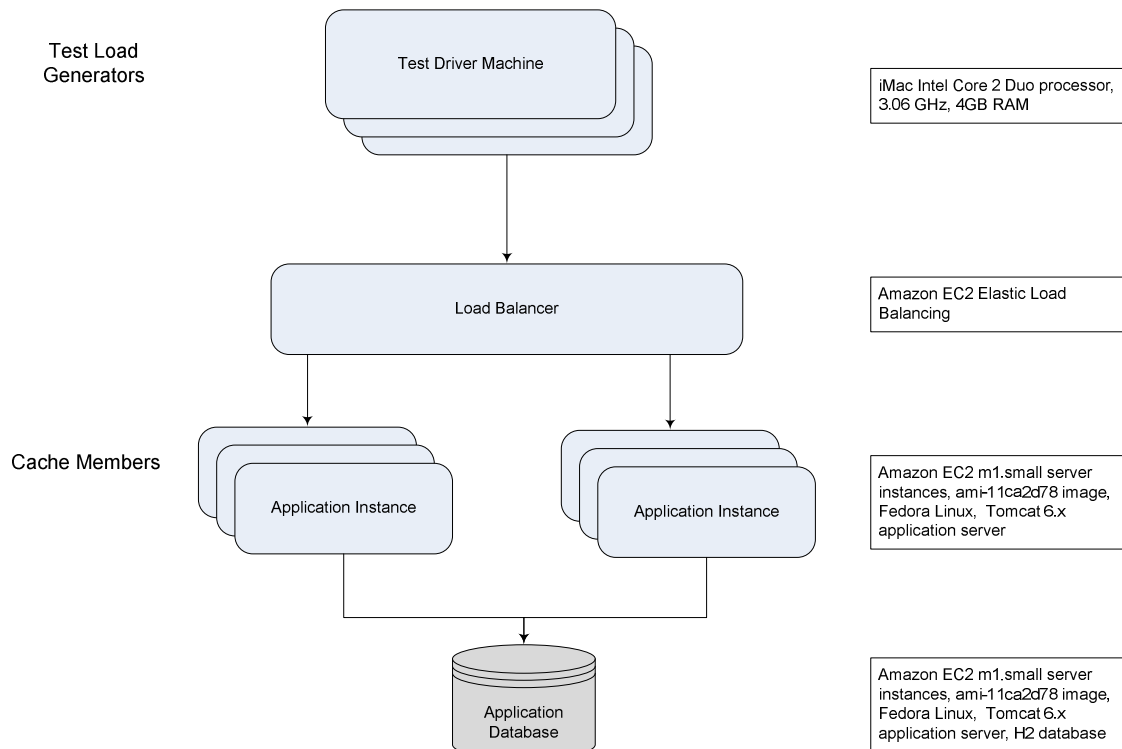 Test Load
Generators
Test Driver Machine
iMac Intel Core 2 Duo processor,
3.06 GHz, 4GB RAM
Load Balancer
Amazon EC2 Elastic Load
Balancing
Cache Members
Application Instance
Application Instance
Amazon EC2 m1.small server
instances, ami-11ca2d78 image,
Fedora Linux, Tomcat 6.x
application server
Application
Database
Amazon EC2 m1.small server
instances, ami-11ca2d78 image,
Fedora Linux, Tomcat 6.x
application server, H2 database